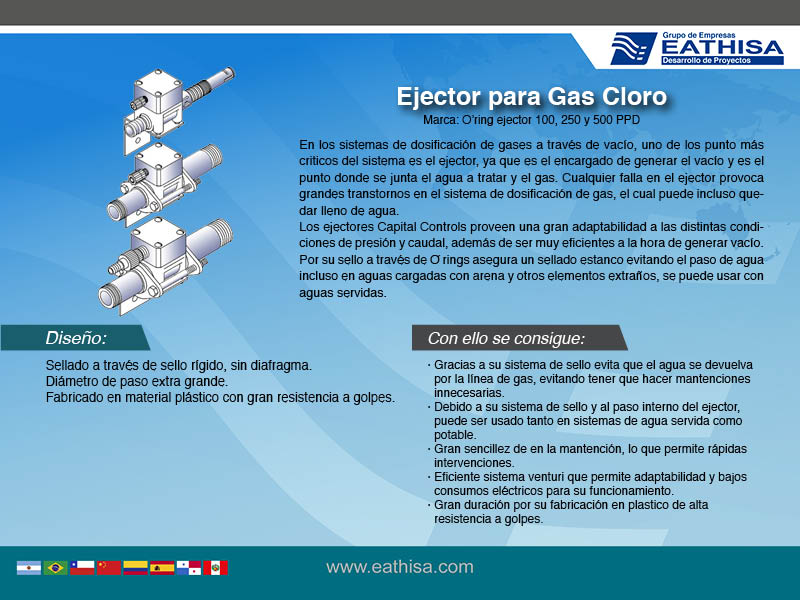 Grupo de Empresas
EATHISA
Desarrollo de Proyectos
Ejector para Gas Cloro
Marca: O'ring ejector 100, 250 y 500 PPD
En los sistemas de dosificación de gases a través de vacío, uno de los punto más
criticos del sistema es el ejector, ya que es el encargado de generar el vacío y es el
punto donde se junta el agua a tratar y el gas. Cualquier falla en el ejector provoca
grandes transtornos en el sistema de dosificación de gas, el cual puede incluso que-
dar lleno de agua.
Los ejectores Capital Controls proveen una gran adaptabilidad a las distintas condi-
ciones de presión y caudal, además de ser muy eficientes a la hora de generar vacío.
Por su sello a través de O'rings asegura un sellado estanco evitando el paso de agua
incluso en aguas cargadas con arena y otros elementos extraños, se puede usar con
aguas servidas.
Diseño:
Sellado a través de sello rígido, sin diafragma.
Diámetro de paso extra grande.
Fabricado en material plástico con gran resistencia a golpes.
Con ello se consigue:
· Gracias a su sistema de sello evita que el agua se devuelva
por la línea de gas, evitando tener que hacer mantenciones
innecesarias.
· Debido a su sistema de sello y al paso interno del ejector,
puede ser usado tanto en sistemas de agua servida como
potable.
· Gran sencillez de en la mantención, lo que permite rápidas
intervenciones.
· Eficiente sistema venturi que permite adaptabilidad y bajos
consumos eléctricos para su funcionamiento.
· Gran duración por su fabricación en plastico de alta
resistencia a golpes.
www.eathisa.com